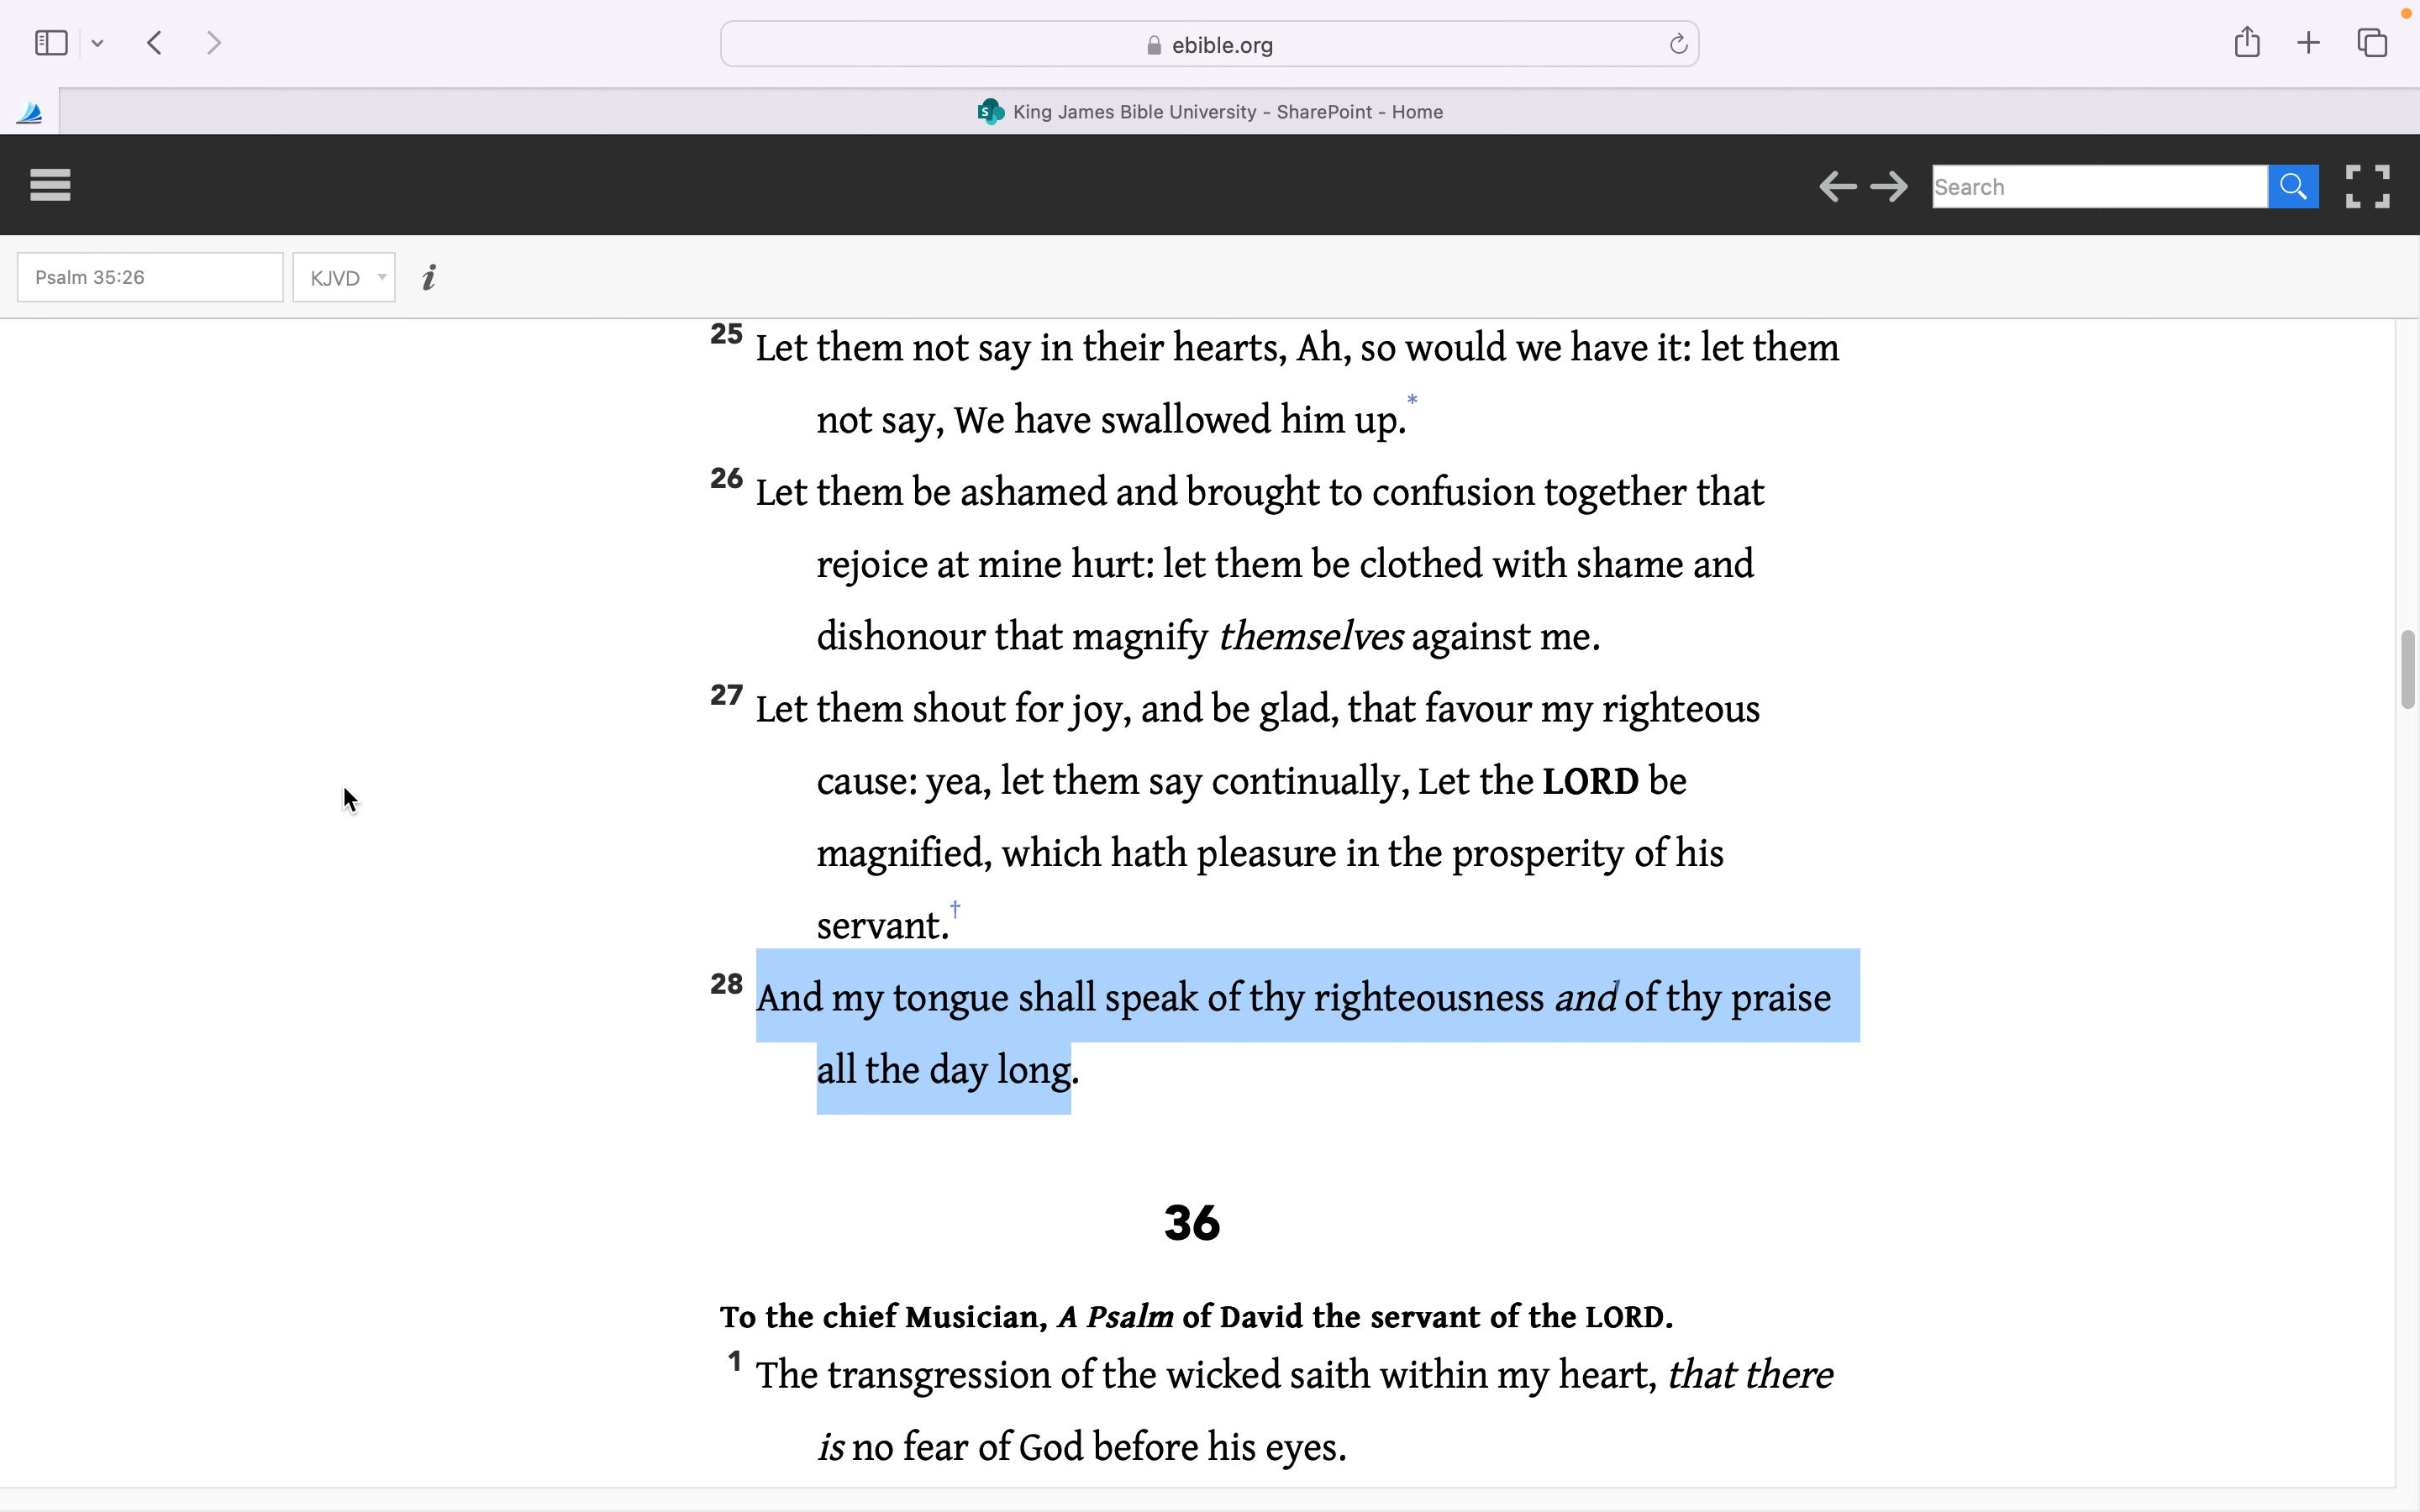 ebible.org
King James Bible University - SharePoint - Home
Search
Psalm 35:26
KJVD
i
25 Let them not say in their hearts, Ah, so would we have it: let them
not say, We have swallowed him up.*
26 Let them be ashamed and brought to confusion together that
rejoice at mine hurt: let them be clothed with shame and
dishonour that magnify themselves against me.
27 Let them shout for joy, and be glad, that favour my righteous
cause: yea, let them say continually, Let the LORD be
magnified, which hath pleasure in the prosperity of his
servant.†
28 And my tongue shall speak of thy righteousness and of thy praise
all the day long.
36
To the chief Musician, A Psalm of David the servant of the LORD.
1 The transgression of the wicked saith within my heart, that there
is no fear of God before his eyes.